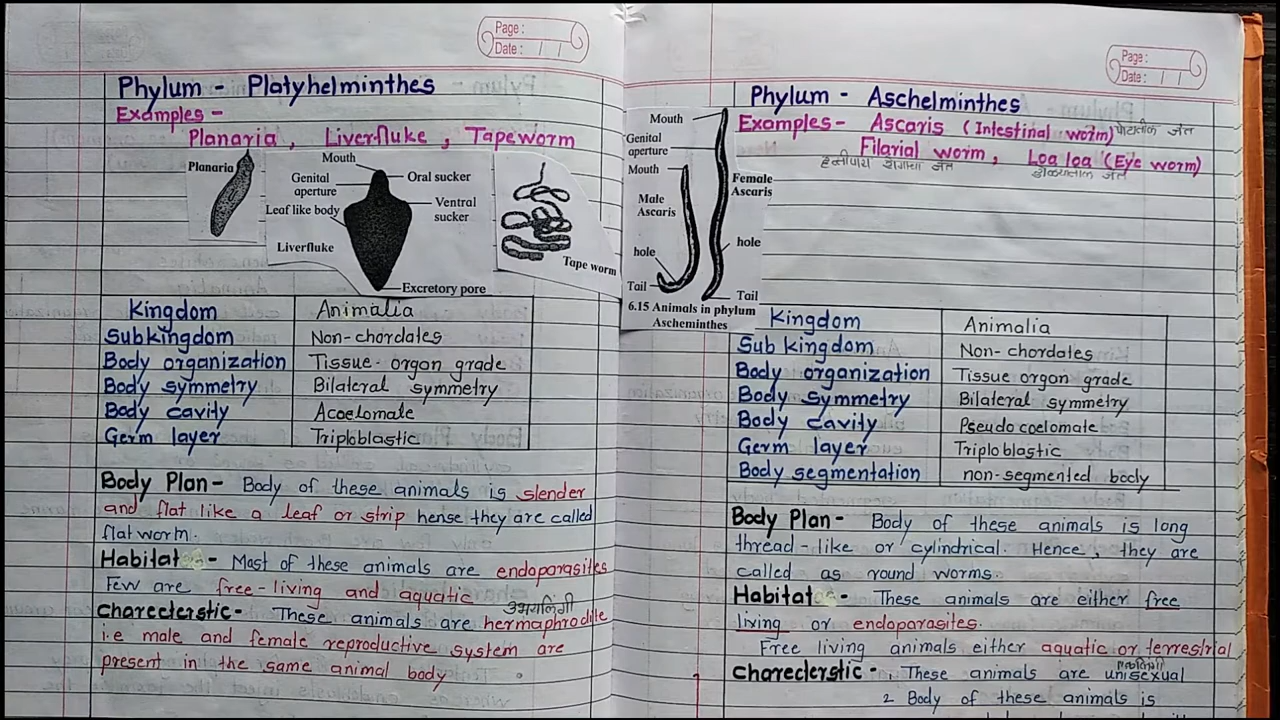 Page :
Date : / /
Phylum - Platyhelminthes
Examples -
Planaria, Liverfluke, Tapeworm
Planaria
Mouth
Genital aperture
Leaf like body
Liverfluke
Oral sucker
Ventral sucker
Excretory pore
Tape worm
Kingdom Animalia
Subkingdom Non-chordates
Body organization Tissue-organ grade
Body symmetry Bilateral symmetry
Body cavity Acoelomate
Germ layer Triploblastic
Body Plan - Body of these animals is slender
and flat like a leaf or strip hense they are called
flat worm.
Habitat - Most of these animals are endoparasites
Few are free-living and aquatic
उभयलिंगी
Charecterstic - These animals are hermaphrodite
i.e male and female reproductive system are
present in the same animal body
Page :
Date : / /
Phylum - Aschelminthes
Examples - Ascaris (Intestinal worm) पोटातील जंत
Filarial worm, Loa loa (Eye worm)
हत्तीपाय रोगाचा जंत डोळ्यातील जंत
Mouth
Genital aperture
Mouth
Male Ascaris
hole
Tail
Female Ascaris
hole
Tail
6.15 Animals in phylum
Ascheminthes
Kingdom Animalia
Sub kingdom Non-chordates
Body organization Tissue organ grade
Body symmetry Bilateral symmetry
Body cavity Pseudo coelomate
Germ layer Triploblastic
Body segmentation non-segmented body
Body Plan - Body of these animals is long
thread-like or cylindrical. Hence, they are
called as round worms.
Habitat - These animals are either free
living or endoparasites.
Free living animals either aquatic or terrestrial
एकलिंगी
Charecterstic - 1 These animals are unisexual
2 Body of these animals is